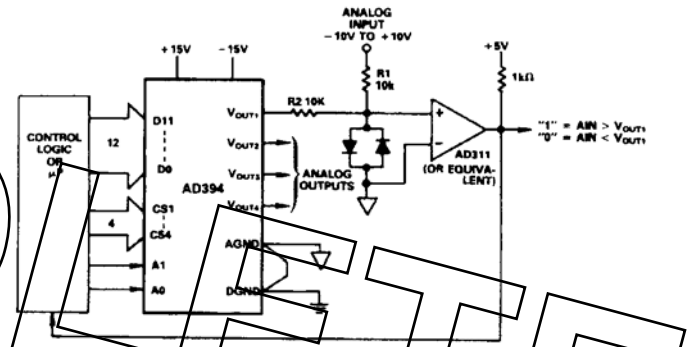 ANALOG
INPUT
−10V TO +10V
+15V
−15V
+5V
R1
10k
1kΩ
R2 10K
D11
12
D0
CONTROL
LOGIC
OR
μP
CS1
4
CS4
A1
A0
AD394
VOUT1
VOUT2
VOUT3
VOUT4
ANALOG
OUTPUTS
AGND
DGND
+
−
AD311
(OR EQUIVA-
LENT)
"1" = AIN > VOUT1
"0" = AIN < VOUT1